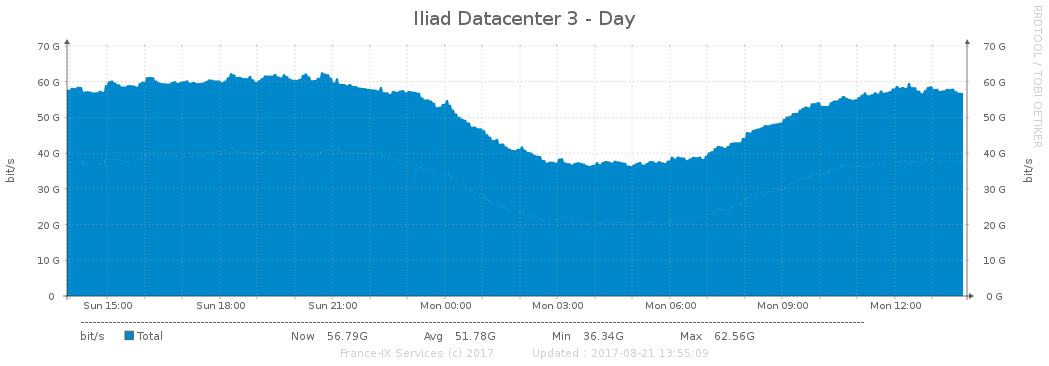 Iliad Datacenter 3 - Day
RRDTOOL / TOBI OETIKER
70 G 70 G
60 G 60 G
50 G 50 G
40 G 40 G
30 G 30 G
20 G 20 G
10 G 10 G
0 0 G
bit/s bit/s
Sun 15:00 Sun 18:00 Sun 21:00 Mon 00:00 Mon 03:00 Mon 06:00 Mon 09:00 Mon 12:00
bit/s Total Now 56.79G Avg 51.78G Min 36.34G Max 62.56G
France-IX Services (c) 2017 Updated : 2017-08-21 13:55:09